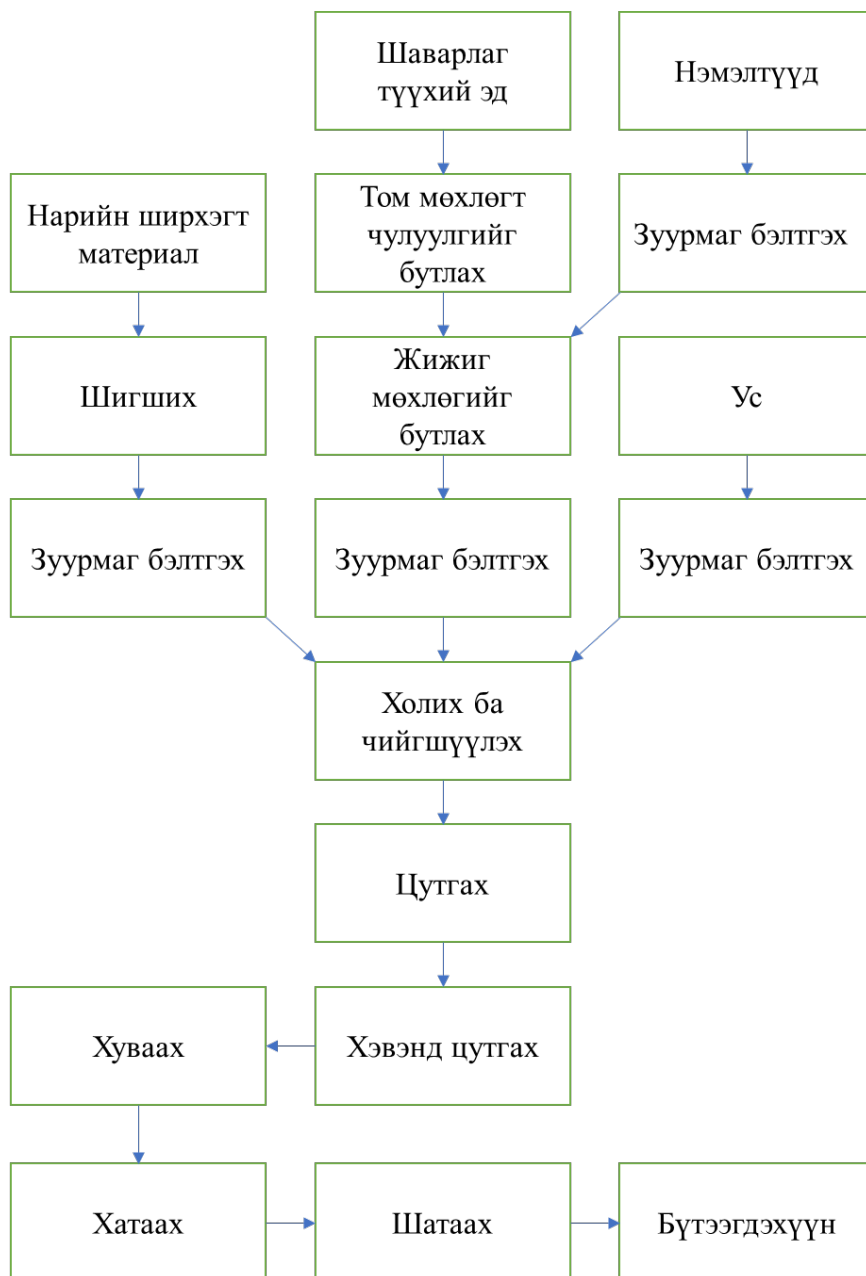 Шаварлаг
түүхий эд
Нэмэлтүүд
Нарийн ширхэгт
материал
Том мөхлөгт
чулуулгийг
бутлах
Зуурмаг бэлтгэх
Шигших
Жижиг
мөхлөгийг
бутлах
Ус
Зуурмаг бэлтгэх
Зуурмаг бэлтгэх
Зуурмаг бэлтгэх
Холих ба
чийгшүүлэх
Цутгах
Хуваах
Хэвэнд цутгах
Хатаах
Шатаах
Бүтээгдэхүүн